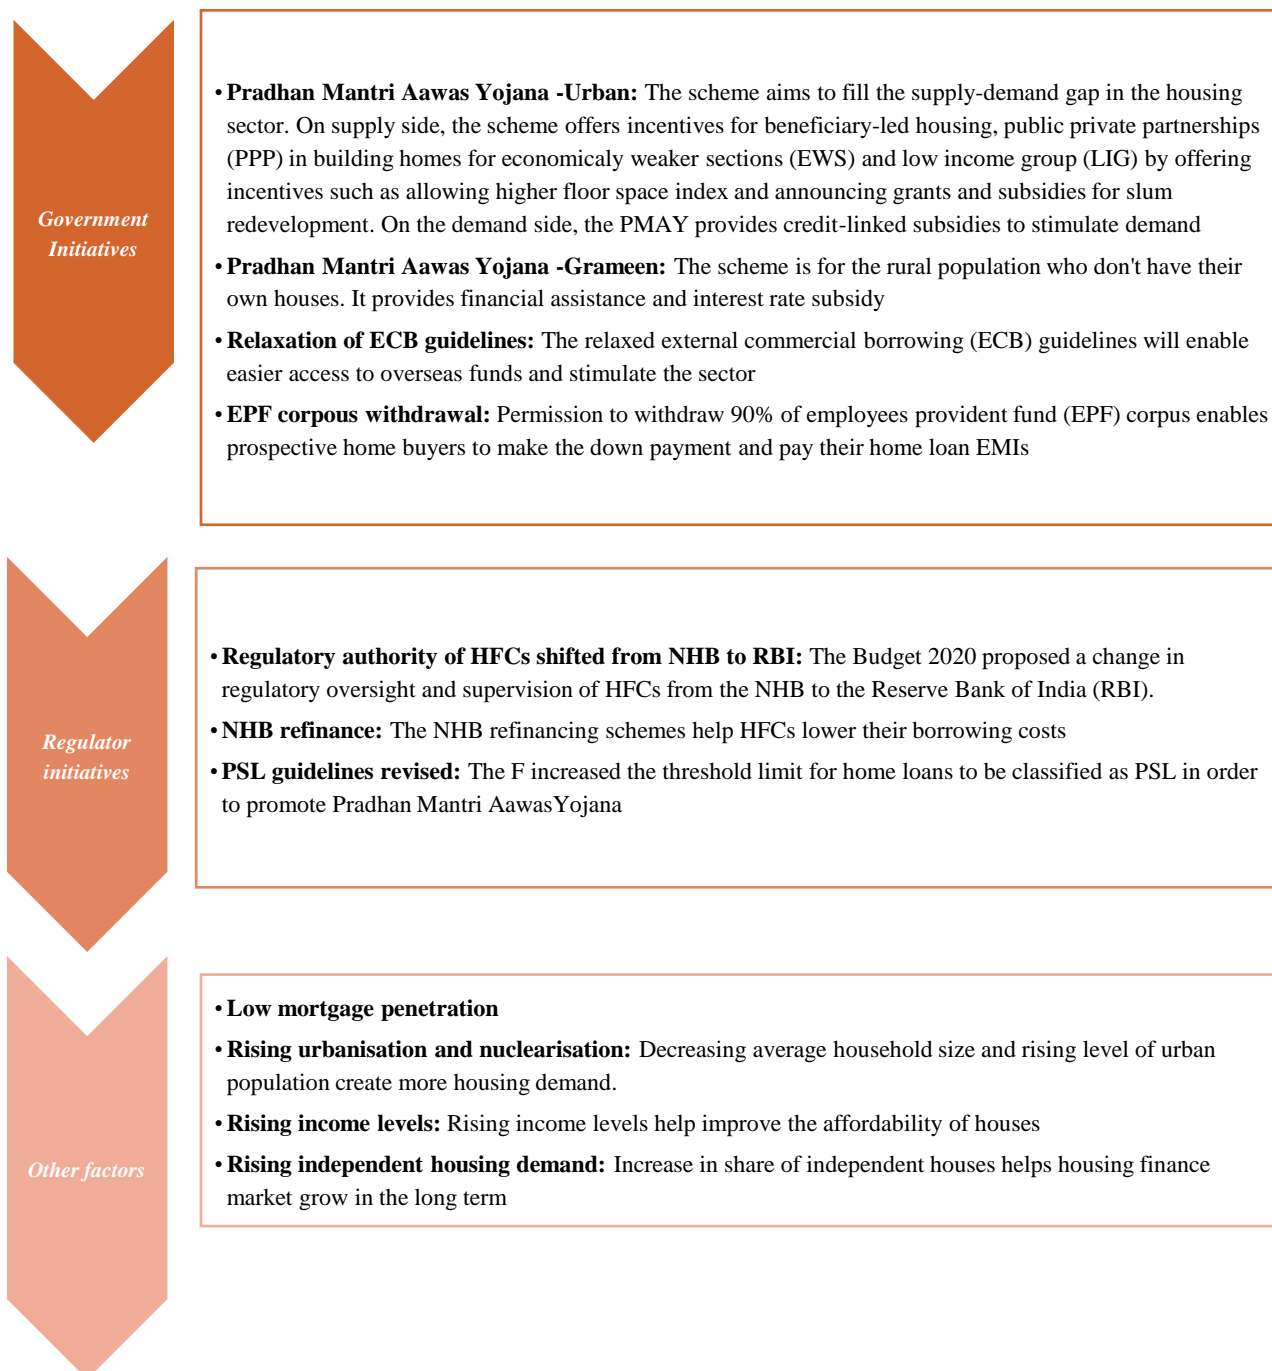 Government
Initiatives
• Pradhan Mantri Aawas Yojana -Urban: The scheme aims to fill the supply-demand gap in the housing
sector. On supply side, the scheme offers incentives for beneficiary-led housing, public private partnerships
(PPP) in building homes for economicaly weaker sections (EWS) and low income group (LIG) by offering
incentives such as allowing higher floor space index and announcing grants and subsidies for slum
redevelopment. On the demand side, the PMAY provides credit-linked subsidies to stimulate demand
• Pradhan Mantri Aawas Yojana -Grameen: The scheme is for the rural population who don't have their
own houses. It provides financial assistance and interest rate subsidy
• Relaxation of ECB guidelines: The relaxed external commercial borrowing (ECB) guidelines will enable
easier access to overseas funds and stimulate the sector
• EPF corpous withdrawal: Permission to withdraw 90% of employees provident fund (EPF) corpus enables
prospective home buyers to make the down payment and pay their home loan EMIs
Regulator
initiatives
• Regulatory authority of HFCs shifted from NHB to RBI: The Budget 2020 proposed a change in
regulatory oversight and supervision of HFCs from the NHB to the Reserve Bank of India (RBI).
• NHB refinance: The NHB refinancing schemes help HFCs lower their borrowing costs
• PSL guidelines revised: The F increased the threshold limit for home loans to be classified as PSL in order
to promote Pradhan Mantri AawasYojana
Other factors
• Low mortgage penetration
• Rising urbanisation and nuclearisation: Decreasing average household size and rising level of urban
population create more housing demand.
• Rising income levels: Rising income levels help improve the affordability of houses
• Rising independent housing demand: Increase in share of independent houses helps housing finance
market grow in the long term